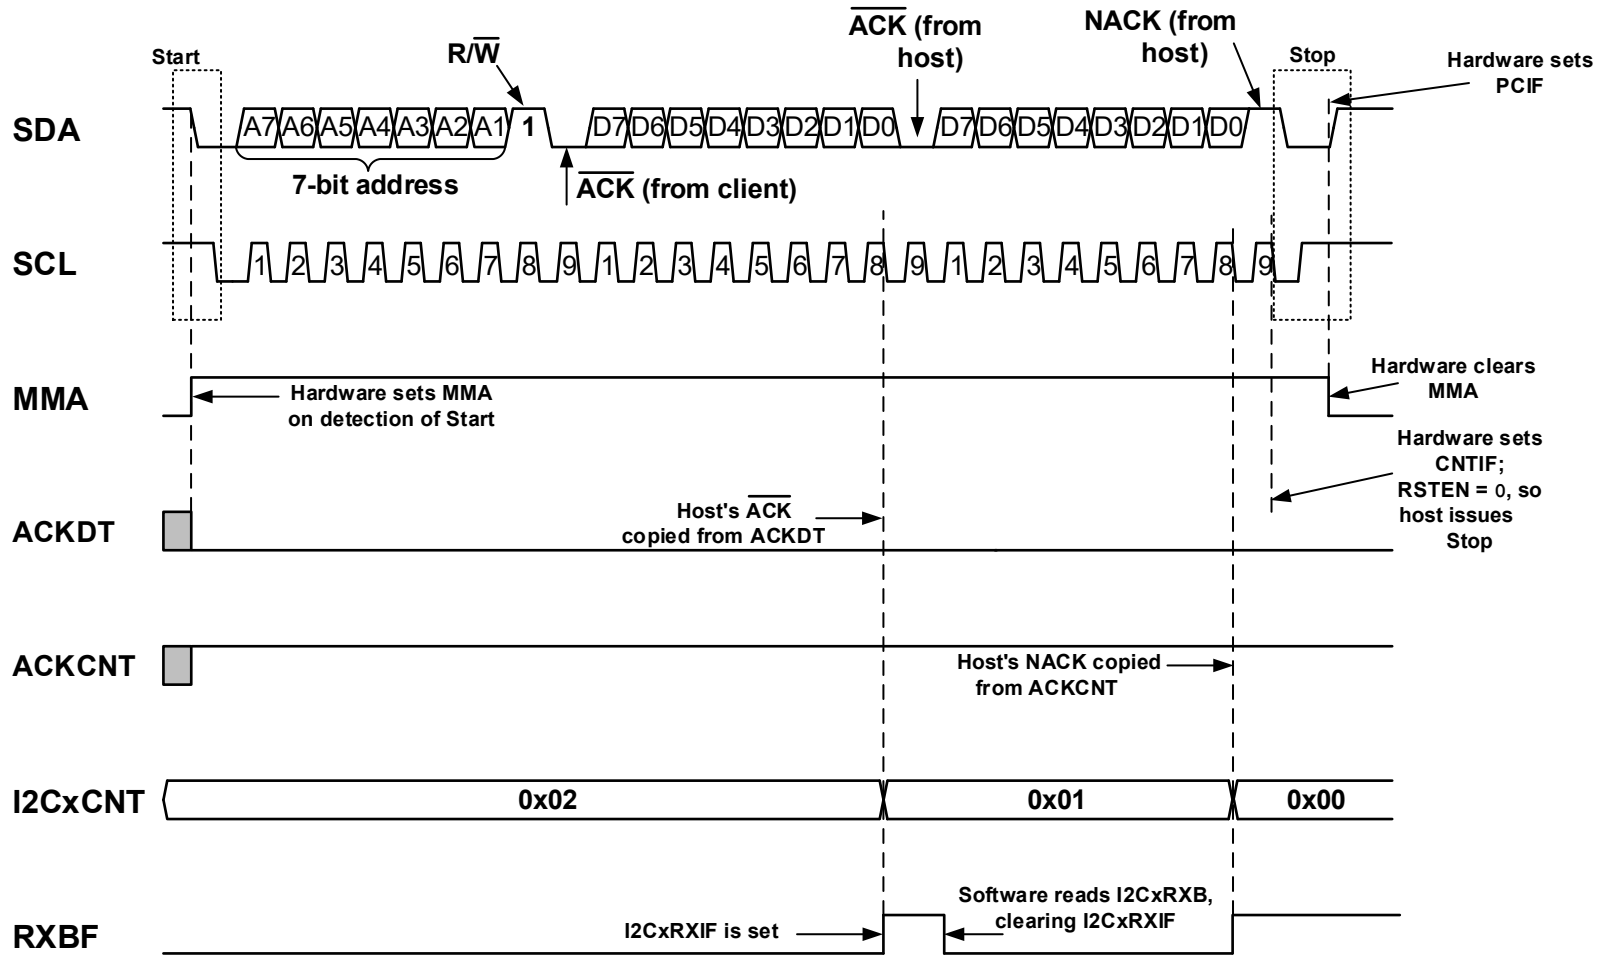 Start
R/W̅
A̅C̅K̅ (from
host)
NACK (from
host)
Stop
Hardware sets
PCIF
SDA
A7 A6 A5 A4 A3 A2 A1 1 D7 D6 D5 D4 D3 D2 D1 D0 D7 D6 D5 D4 D3 D2 D1 D0
7-bit address
A̅C̅K̅ (from client)
SCL
1 2 3 4 5 6 7 8 9 1 2 3 4 5 6 7 8 9 1 2 3 4 5 6 7 8 9
MMA
Hardware sets MMA
on detection of Start
Hardware clears
MMA
Hardware sets
CNTIF;
RSTEN = 0, so
host issues
Stop
ACKDT
Host's A̅C̅K̅
copied from ACKDT
ACKCNT
Host's NACK copied
from ACKCNT
I2CxCNT
0x02 0x01 0x00
RXBF
I2CxRXIF is set
Software reads I2CxRXB,
clearing I2CxRXIF